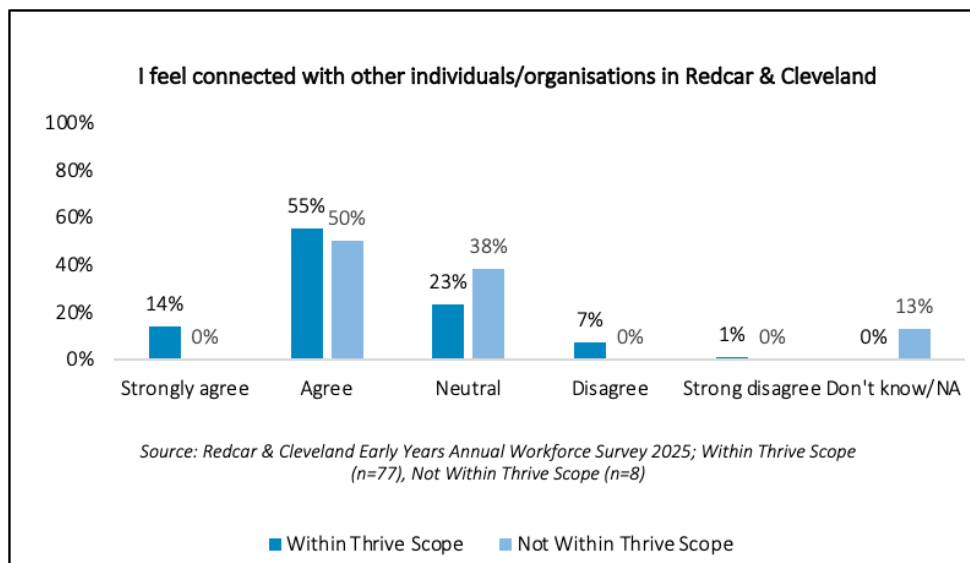 I feel connected with other individuals/organisations in Redcar & Cleveland
100%
80%
60%
40%
20%
0%
14%
0%
55%
50%
23%
38%
7%
0%
1%
0%
0%
13%
Strongly agree
Agree
Neutral
Disagree
Strong disagree
Don't know/NA
Source: Redcar & Cleveland Early Years Annual Workforce Survey 2025; Within Thrive Scope
(n=77), Not Within Thrive Scope (n=8)
Within Thrive Scope
Not Within Thrive Scope